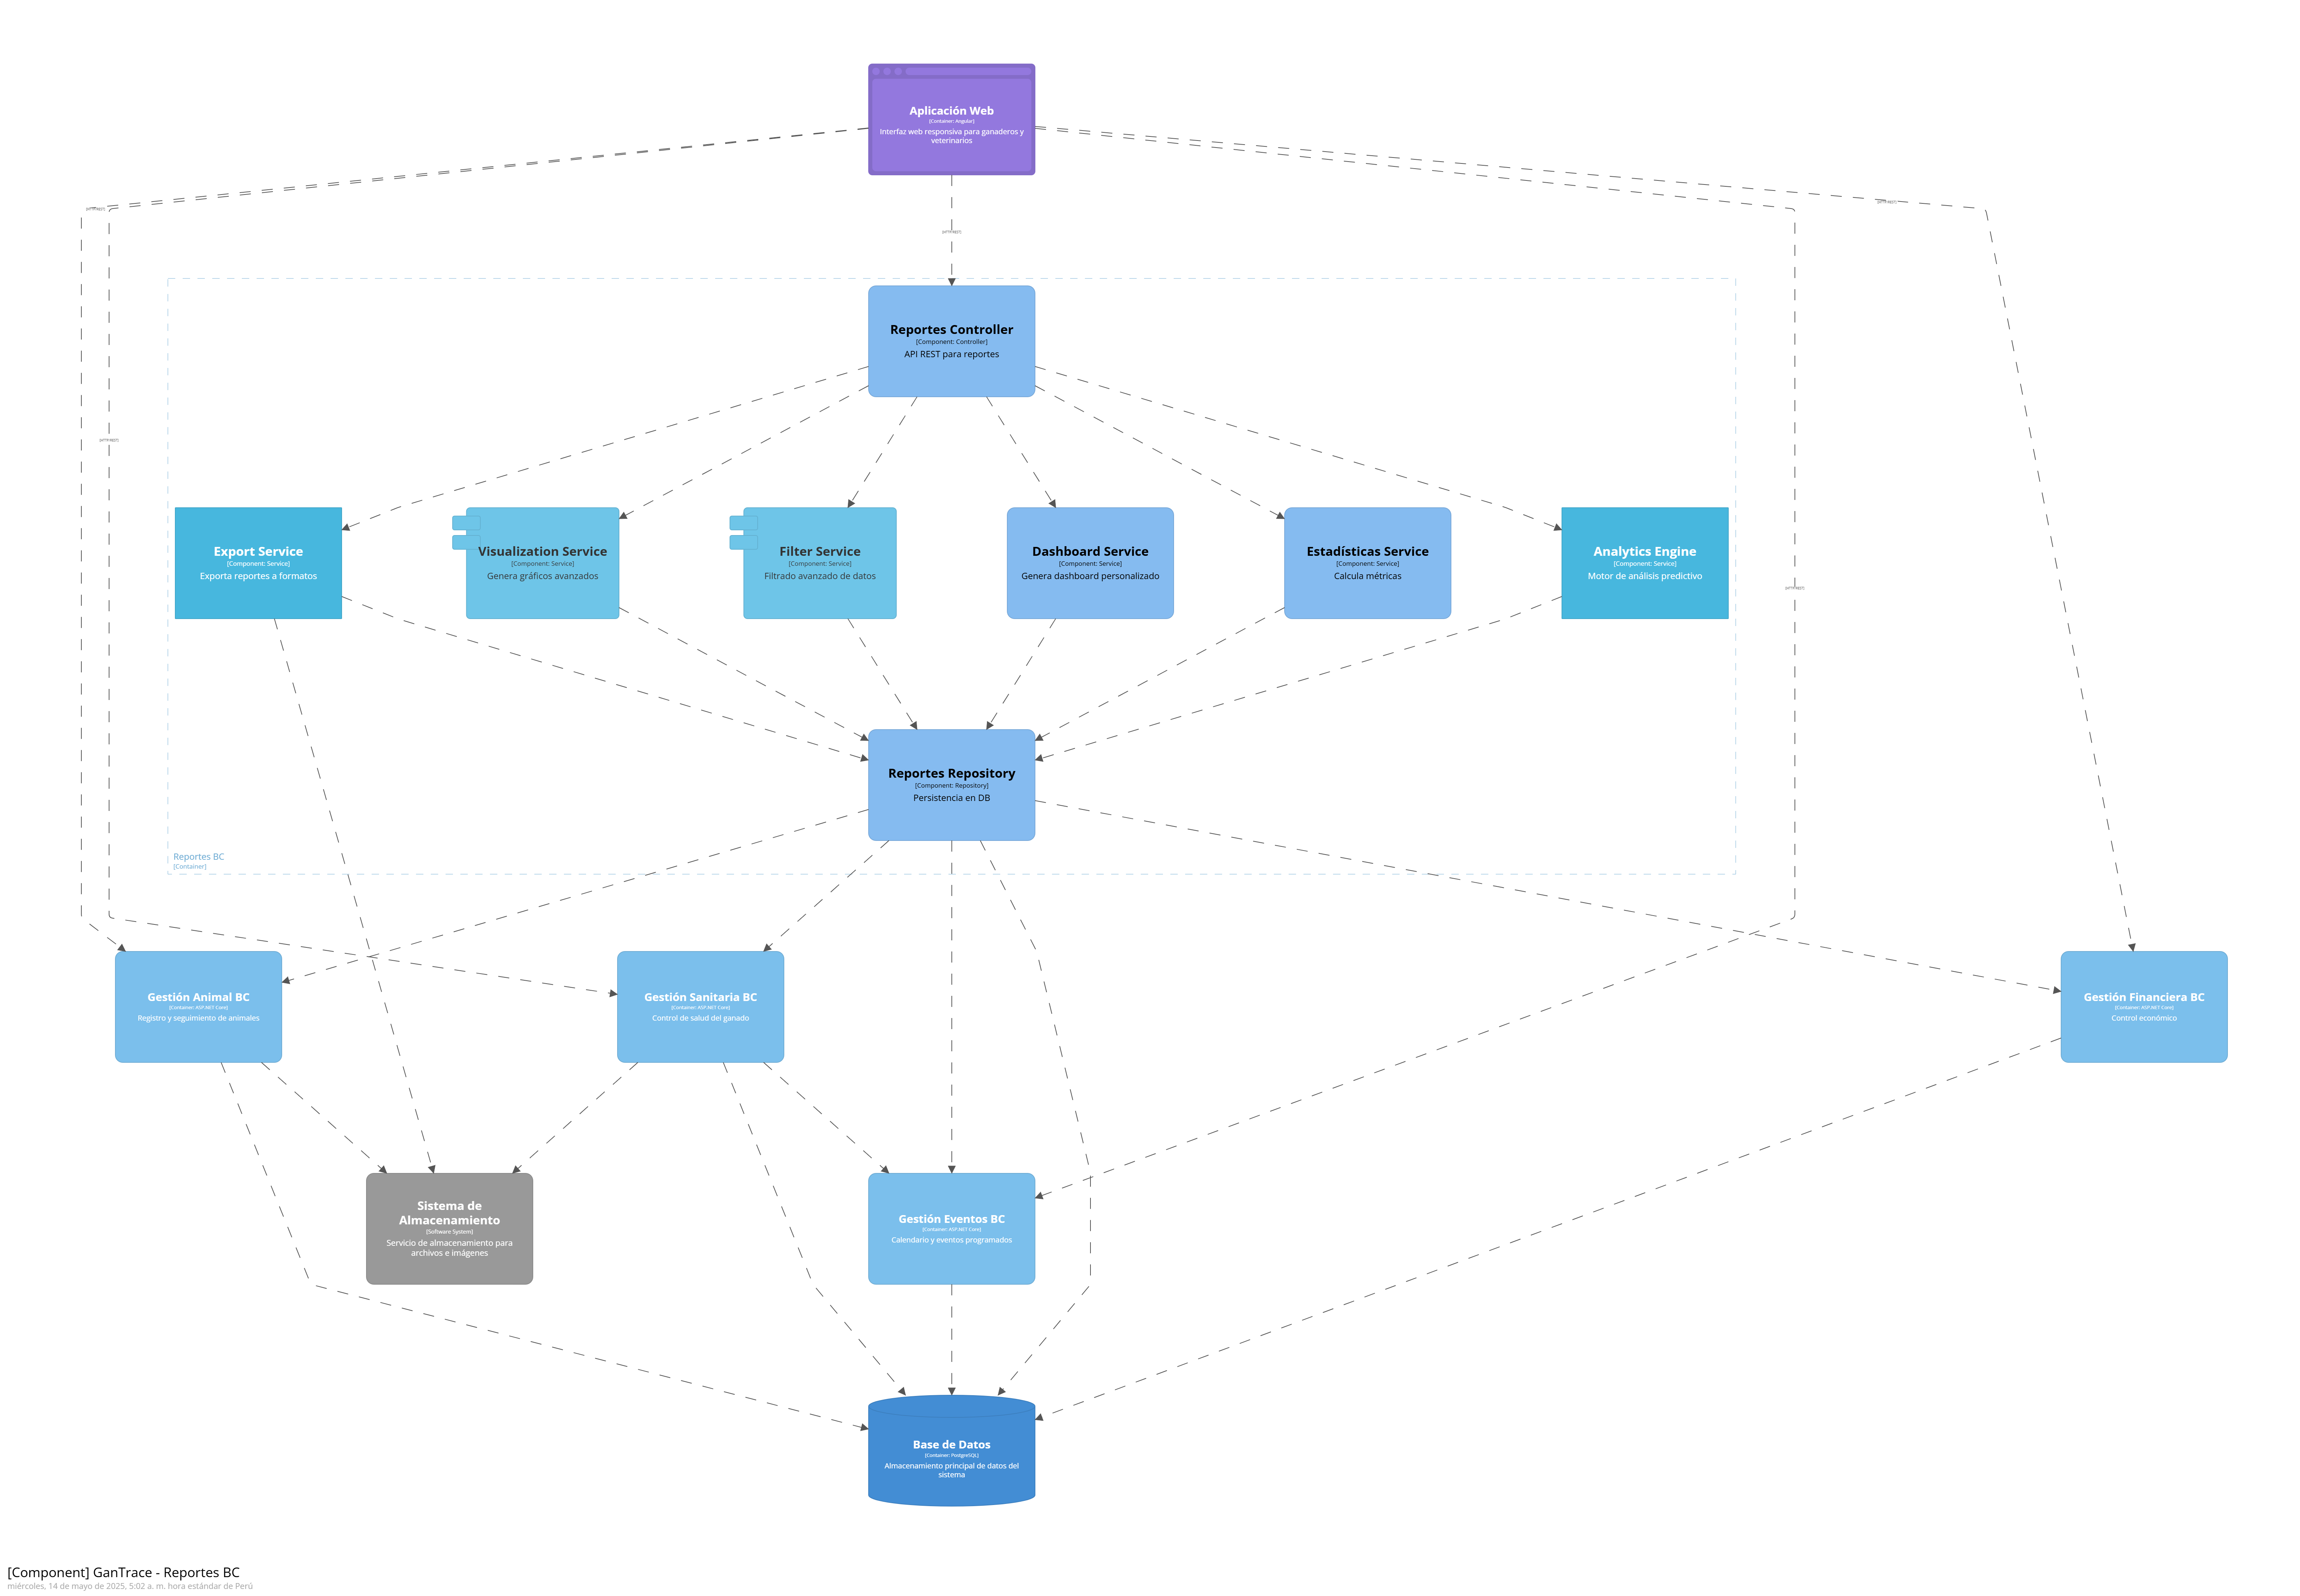 Aplicación Web
[Container: Angular]
Interfaz web responsiva para ganaderos y
veterinarios
[HTTP/REST]
[HTTP/REST]
[HTTP/REST]
Reportes Controller
[Component: Controller]
API REST para reportes
[HTTP/REST]
Export Service
[Component: Service]
Exporta reportes a formatos
Visualization Service
[Component: Service]
Genera gráficos avanzados
Filter Service
[Component: Service]
Filtrado avanzado de datos
Dashboard Service
[Component: Service]
Genera dashboard personalizado
Estadísticas Service
[Component: Service]
Calcula métricas
Analytics Engine
[Component: Service]
Motor de análisis predictivo
[HTTP/REST]
Reportes Repository
[Component: Repository]
Persistencia en DB
Reportes BC
[Container]
Gestión Animal BC
[Container: ASP.NET Core]
Registro y seguimiento de animales
Gestión Sanitaria BC
[Container: ASP.NET Core]
Control de salud del ganado
Gestión Financiera BC
[Container: ASP.NET Core]
Control económico
Sistema de
Almacenamiento
[Software System]
Servicio de almacenamiento para
archivos e imágenes
Gestión Eventos BC
[Container: ASP.NET Core]
Calendario y eventos programados
Base de Datos
[Container: PostgreSQL]
Almacenamiento principal de datos del
sistema
[Component] GanTrace - Reportes BC
miércoles, 14 de mayo de 2025, 5:02 a. m. hora estándar de Perú